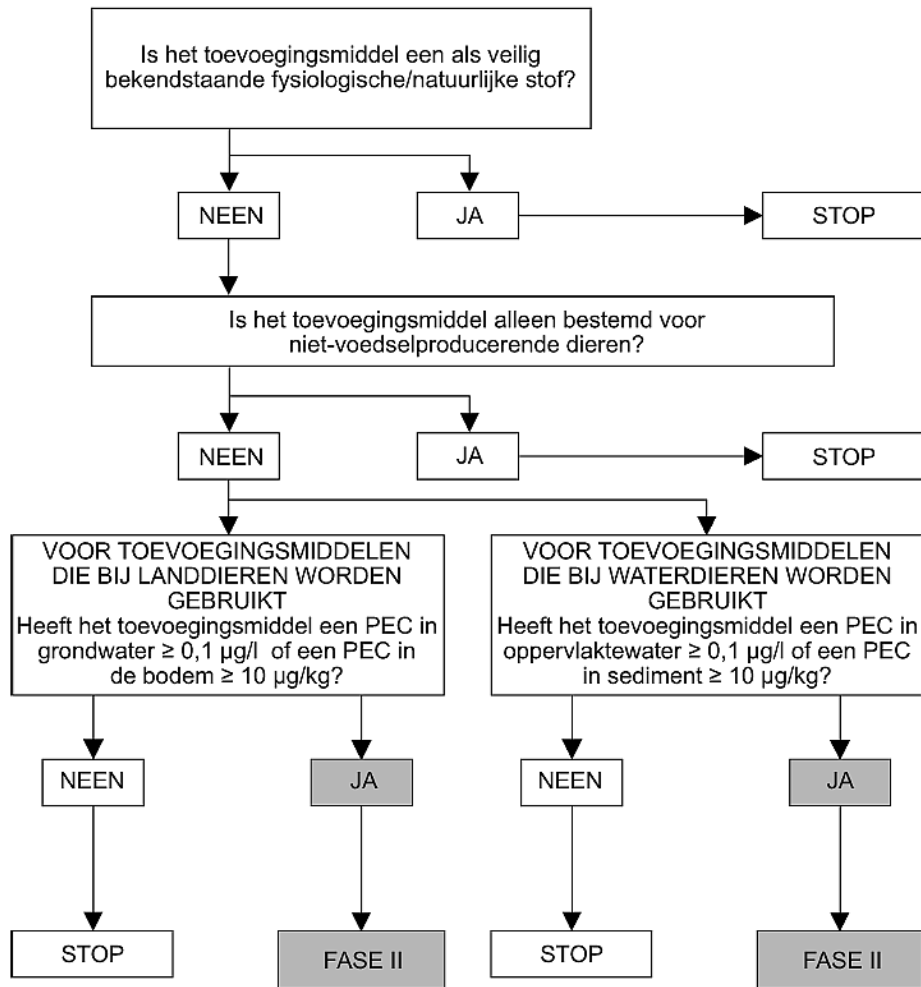 Is het toevoegingsmiddel een als veilig
bekendstaande fysiologische/natuurlijke stof?
NEEN
JA
STOP
Is het toevoegingsmiddel alleen bestemd voor
niet-voedselproducerende dieren?
NEEN
JA
STOP
VOOR TOEVOEGINGSMIDDELEN
DIE BIJ LANDDIEREN WORDEN
GEBRUIKT
Heeft het toevoegingsmiddel een PEC in
grondwater ≥ 0,1 µg/l of een PEC in
de bodem ≥ 10 µg/kg?
VOOR TOEVOEGINGSMIDDELEN
DIE BIJ WATERDIEREN WORDEN
GEBRUIKT
Heeft het toevoegingsmiddel een PEC in
oppervlaktewater ≥ 0,1 µg/l of een PEC
in sediment ≥ 10 µg/kg?
NEEN
JA
NEEN
JA
STOP
FASE II
STOP
FASE II